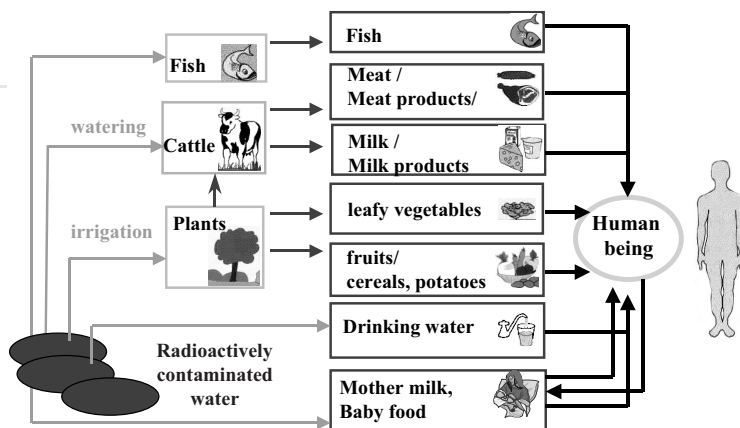 Fish
Fish
Meat /
Meat products/
watering
Cattle
Milk /
Milk products
Plants
leafy vegetables
irrigation
Human
being
fruits/
cereals, potatoes
Drinking water
Radioactively
contaminated
water
Mother milk,
Baby food